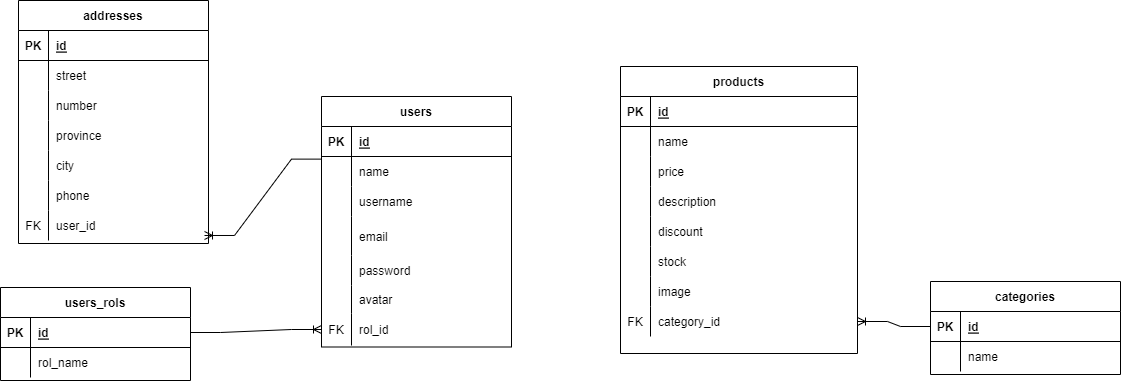 addresses
PK id
street
number
province
city
phone
FK user_id
users
PK id
name
username
email
password
avatar
FK rol_id
users_rols
PK id
rol_name
products
PK id
name
price
description
discount
stock
image
FK category_id
categories
PK id
name